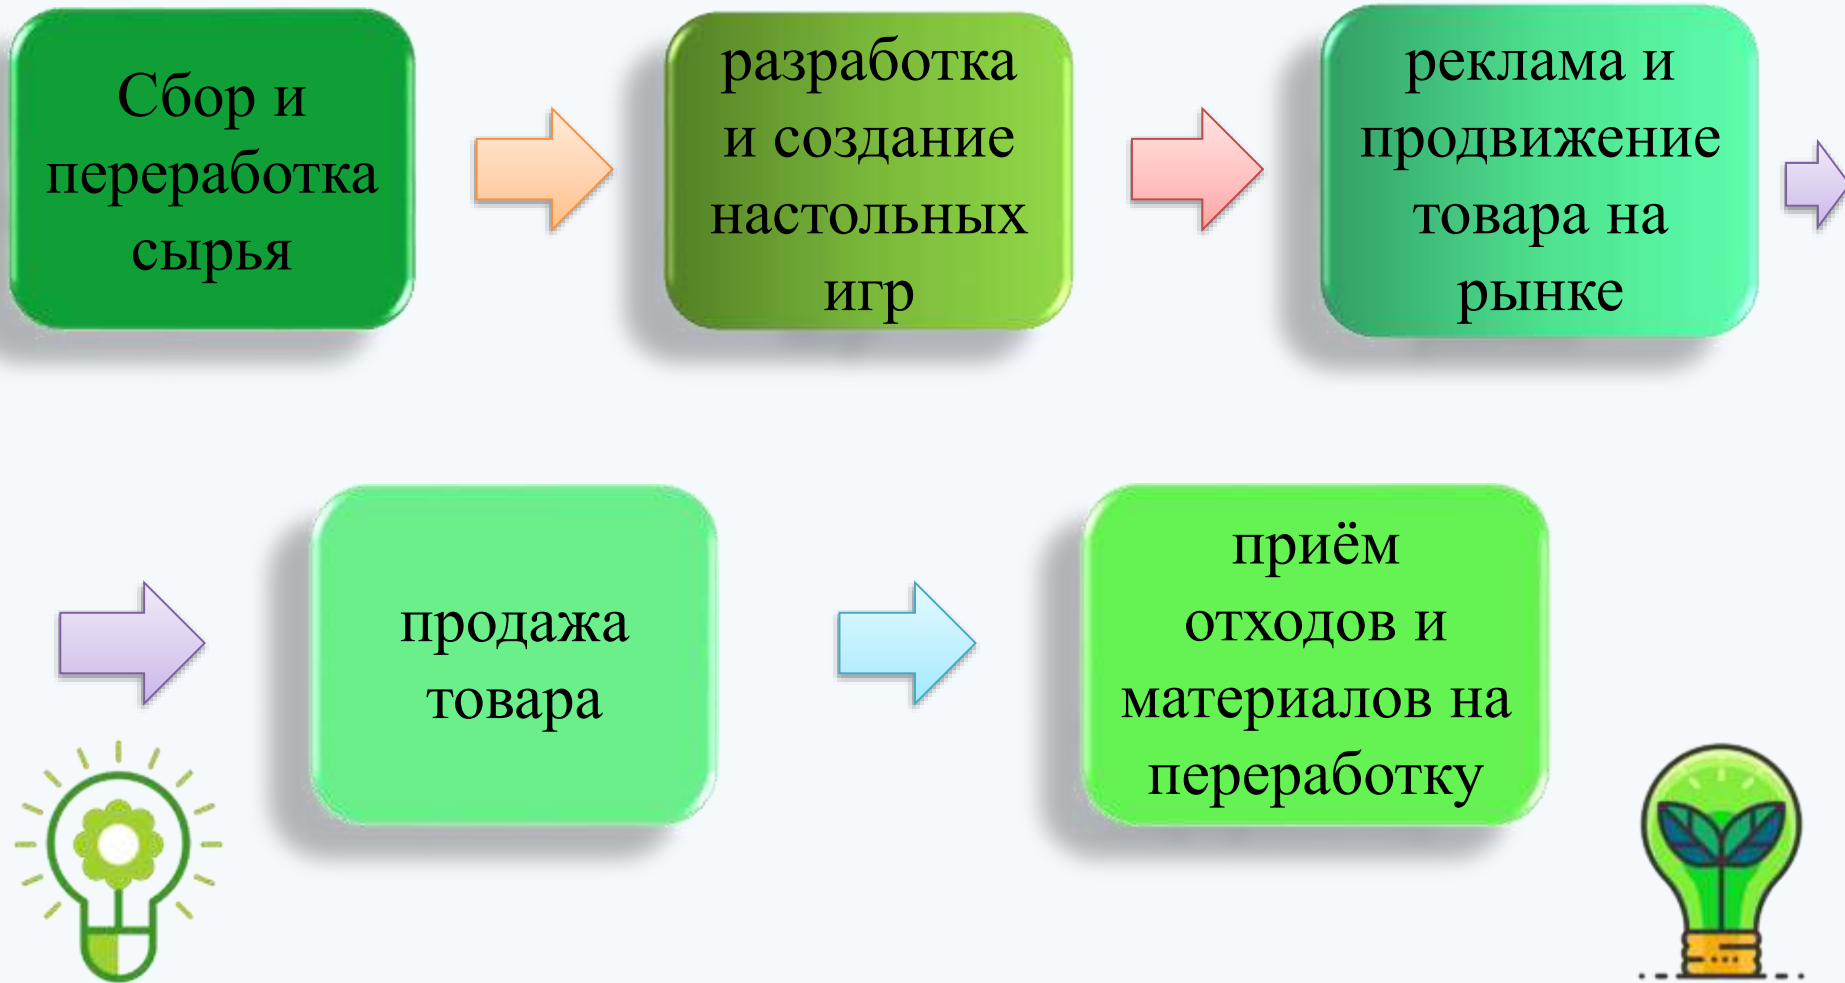 Сбор и
переработка
сырья
разработка
и создание
настольных
игр
реклама и
продвижение
товара на
рынке
продажа
товара
приём
отходов и
материалов на
переработку